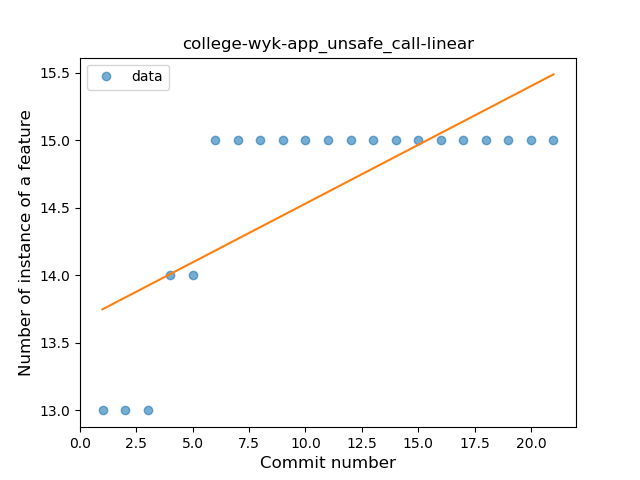 college-wyk-app_unsafe_call-linear
data
Number of instance of a feature
15.5
15.0
14.5
14.0
13.5
13.0
0.0 2.5 5.0 7.5 10.0 12.5 15.0 17.5 20.0
Commit number